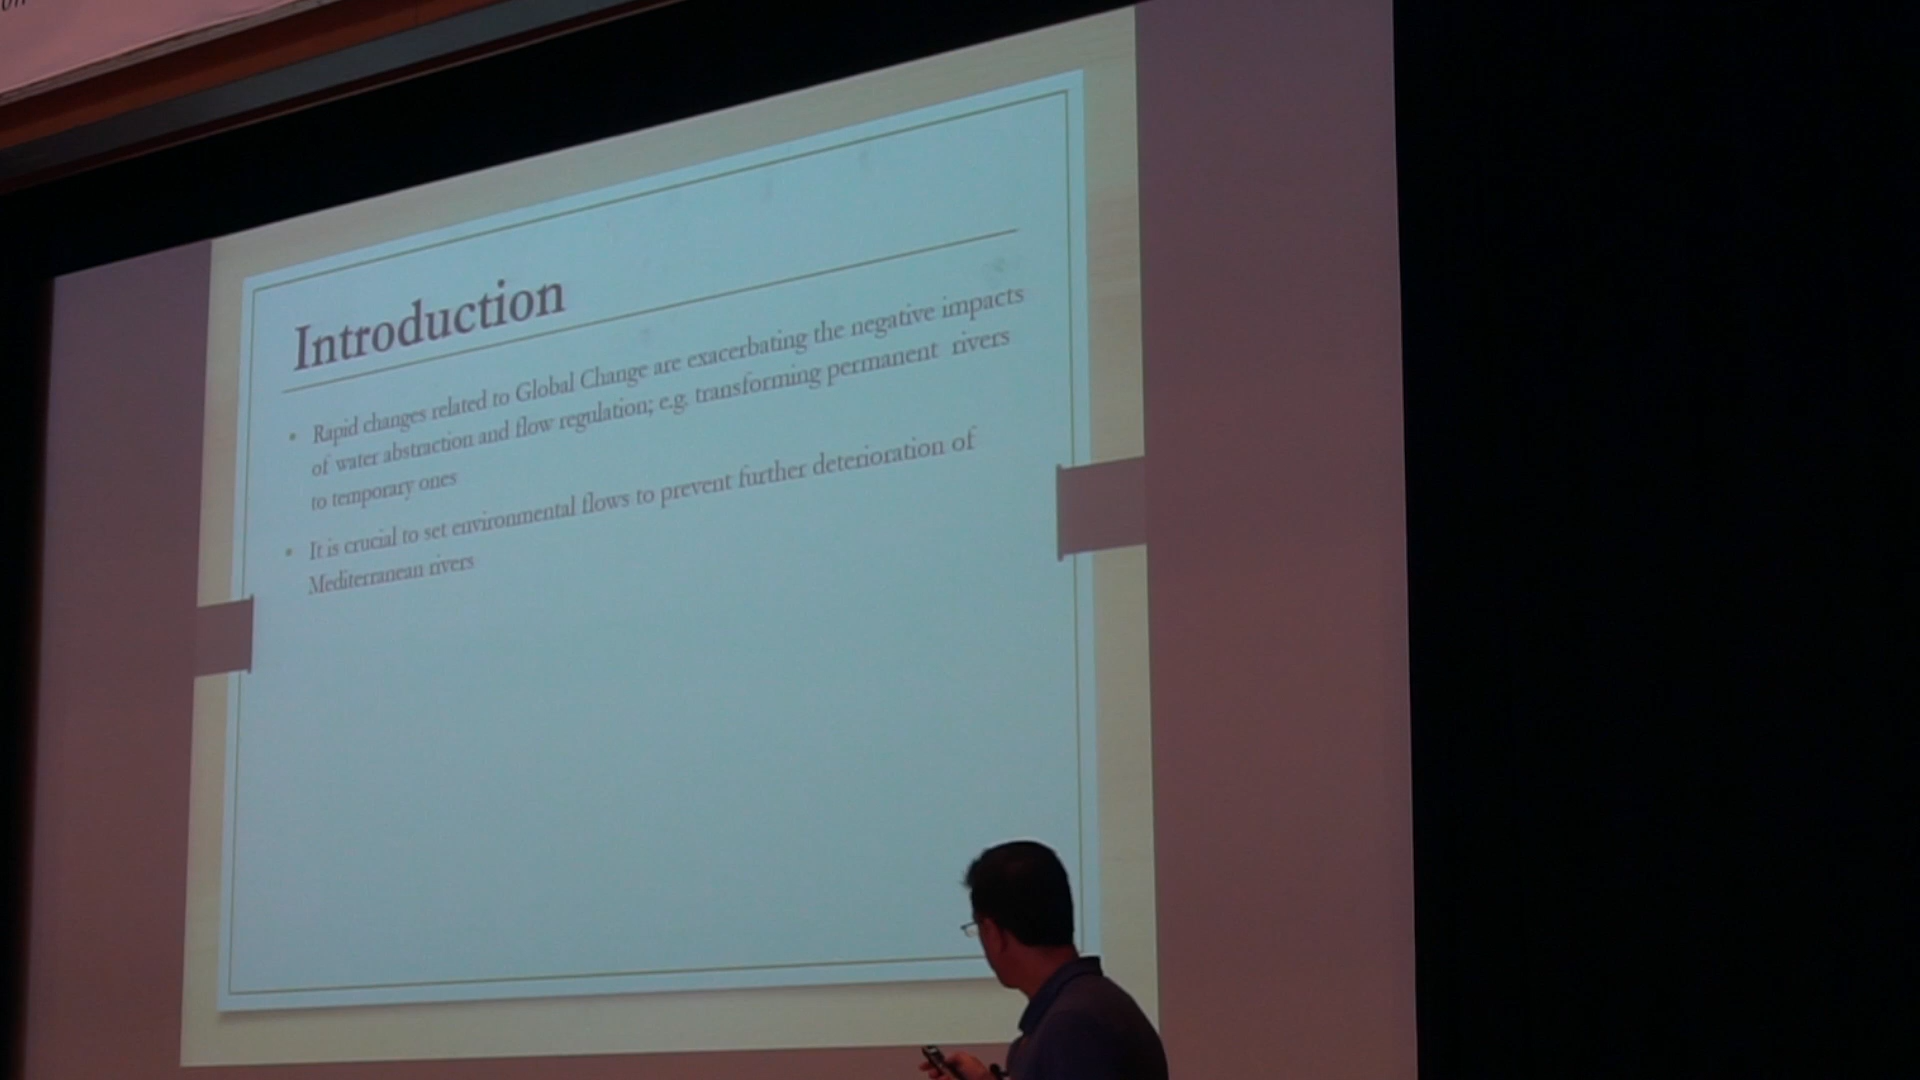 Introduction
• Rapid changes related to Global Change are exacerbating the negative impacts
of water abstraction and flow regulation; e.g. transforming permanent rivers
to temporary ones
• It is crucial to set environmental flows to prevent further deterioration of
Mediterranean rivers